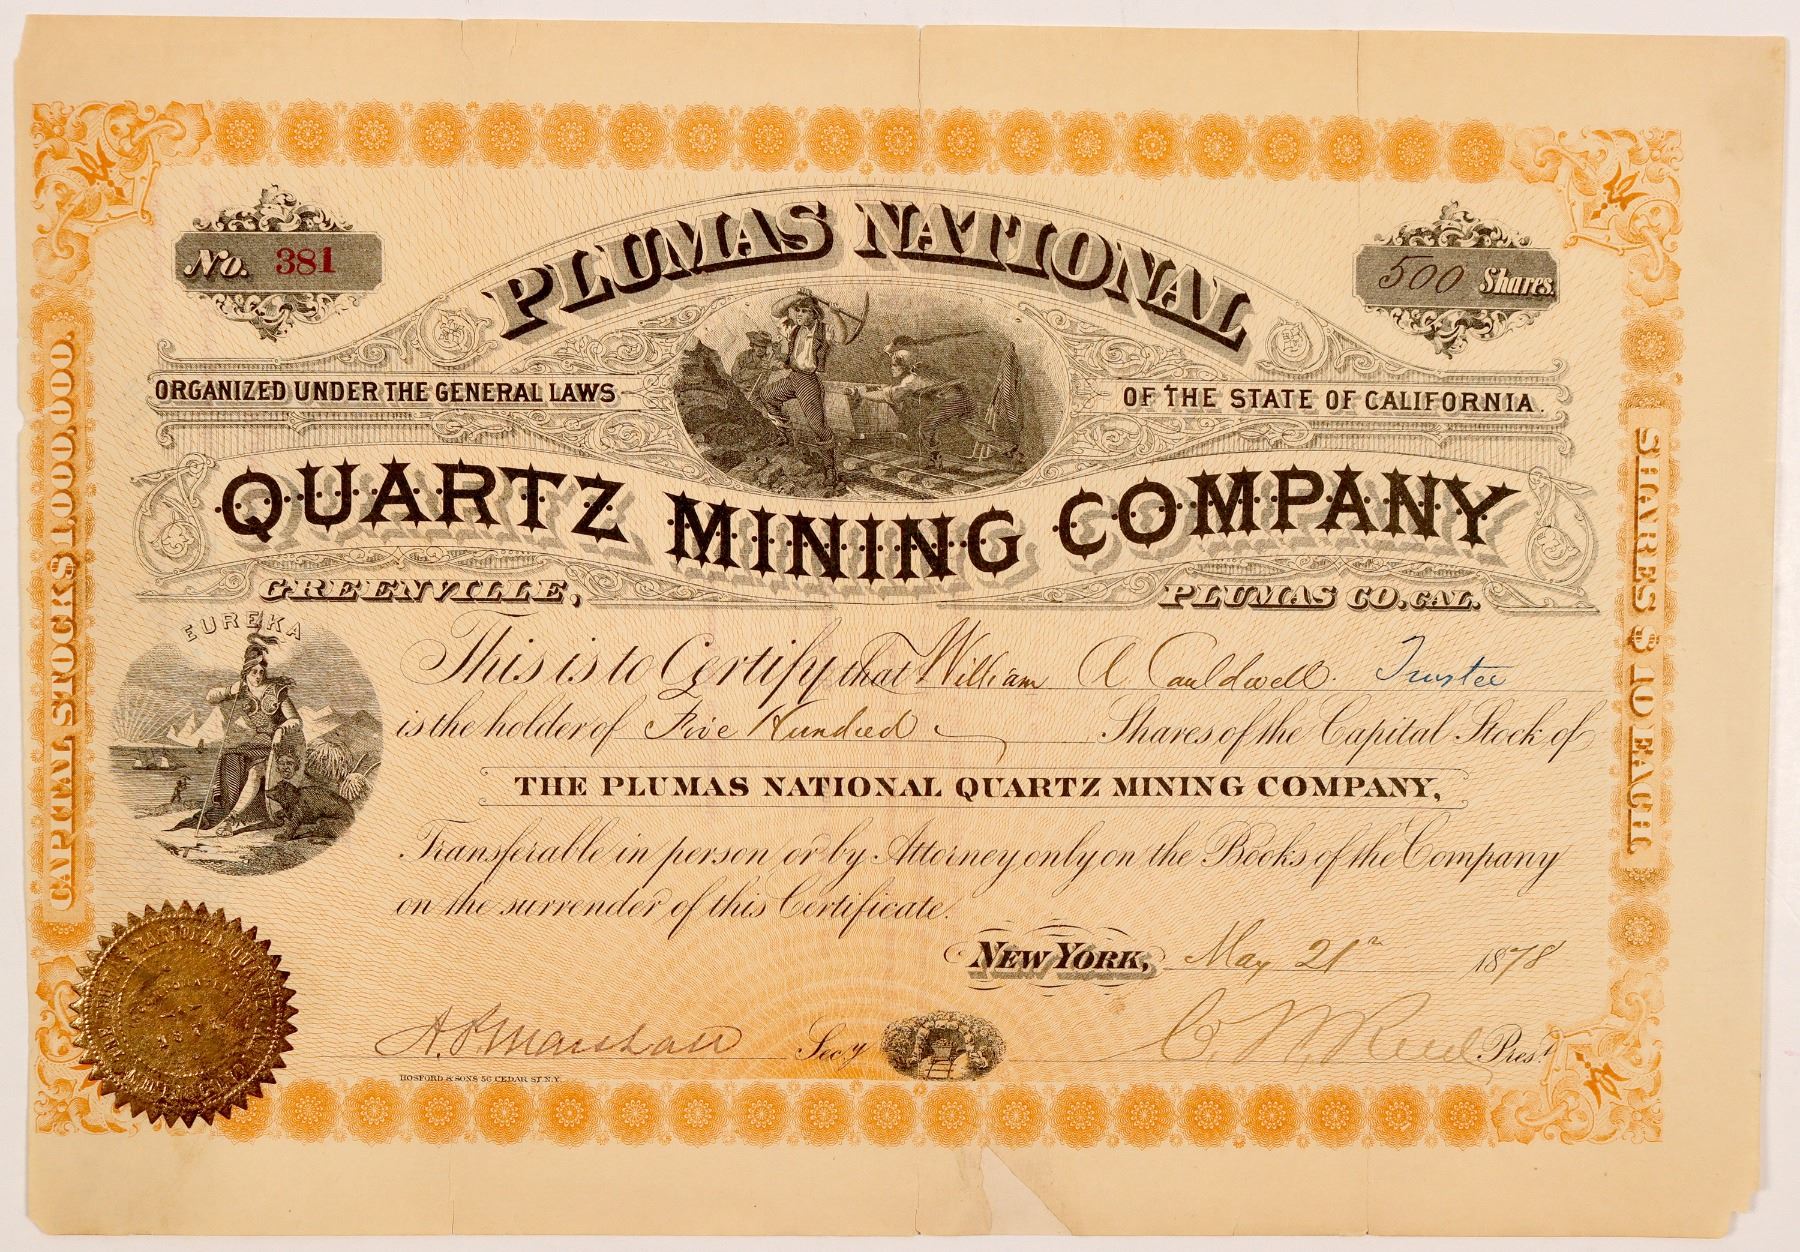 No. 381
500 Shares.
PLUMAS NATIONAL
ORGANIZED UNDER THE GENERAL LAWS OF THE STATE OF CALIFORNIA.
QUARTZ MINING COMPANY
GREENVILLE, PLUMAS CO. CAL.
CAPITAL STOCK $1,000,000.
SHARES $10 EACH.
EUREKA
This is to Certify that William A Cauldwell. Trustee
is the holder of Five Hundred Shares of the Capital Stock of
THE PLUMAS NATIONAL QUARTZ MINING COMPANY,
Transferable in person or by Attorney only on the Books of the Company
on the surrender of this Certificate.
NEW YORK, May 21st 1878
Marshall Secy
Pres.t
HOSFORD & SONS 56 CEDAR ST N.Y.